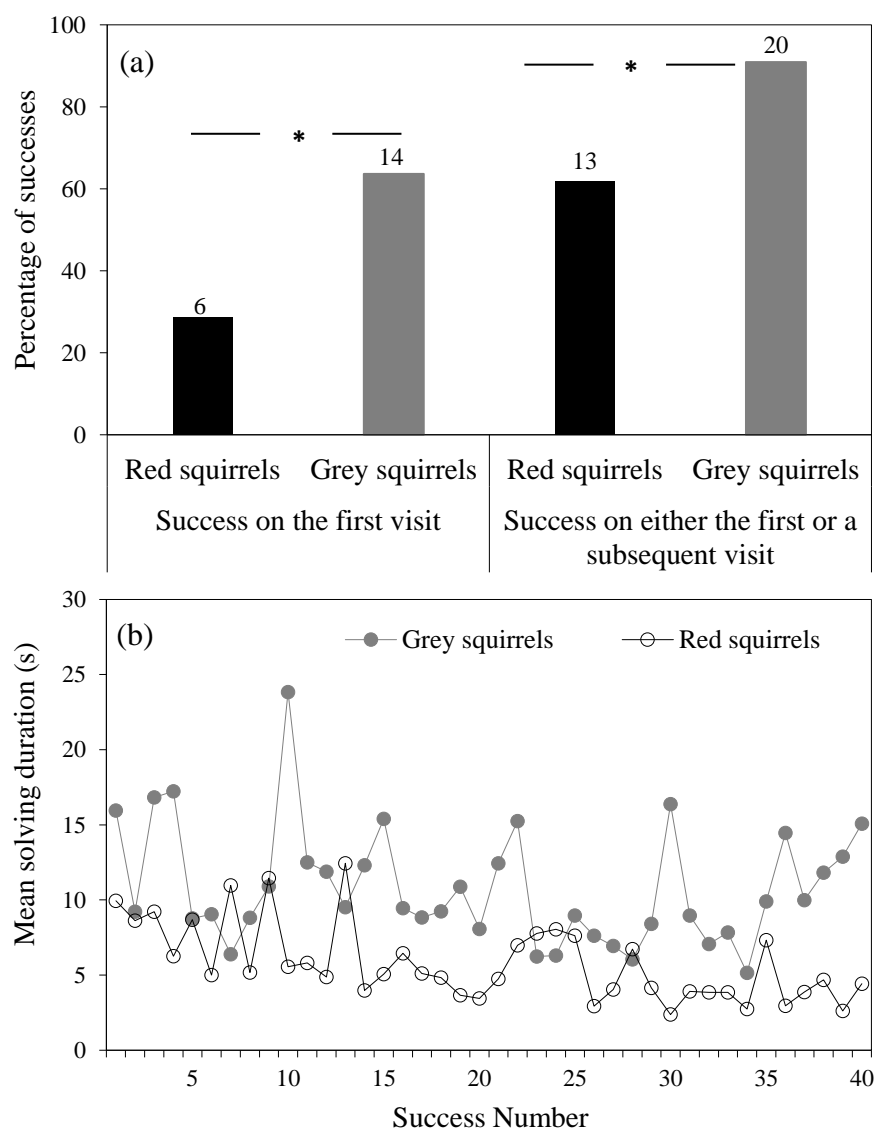 100
80
60
40
20
0
Percentage of successes
(a)
*
*
6
14
13
20
Red squirrels Grey squirrels Red squirrels Grey squirrels
Success on the first visit
Success on either the first or a
subsequent visit
30
25
20
15
10
5
0
Mean solving duration (s)
(b)
Grey squirrels Red squirrels
5 10 15 20 25 30 35 40
Success Number